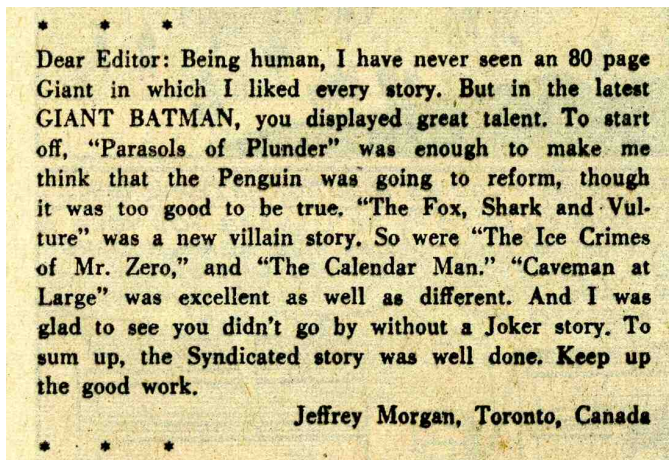 * * *
Dear Editor: Being human, I have never seen an 80 page
Giant in which I liked every story. But in the latest
GIANT BATMAN, you displayed great talent. To start
off, “Parasols of Plunder” was enough to make me
think that the Penguin was going to reform, though
it was too good to be true. “The Fox, Shark and Vul-
ture” was a new villain story. So were “The Ice Crimes
of Mr. Zero,” and “The Calendar Man.” “Caveman at
Large” was excellent as well as different. And I was
glad to see you didn’t go by without a Joker story. To
sum up, the Syndicated story was well done. Keep up
the good work.
Jeffrey Morgan, Toronto, Canada
* * *